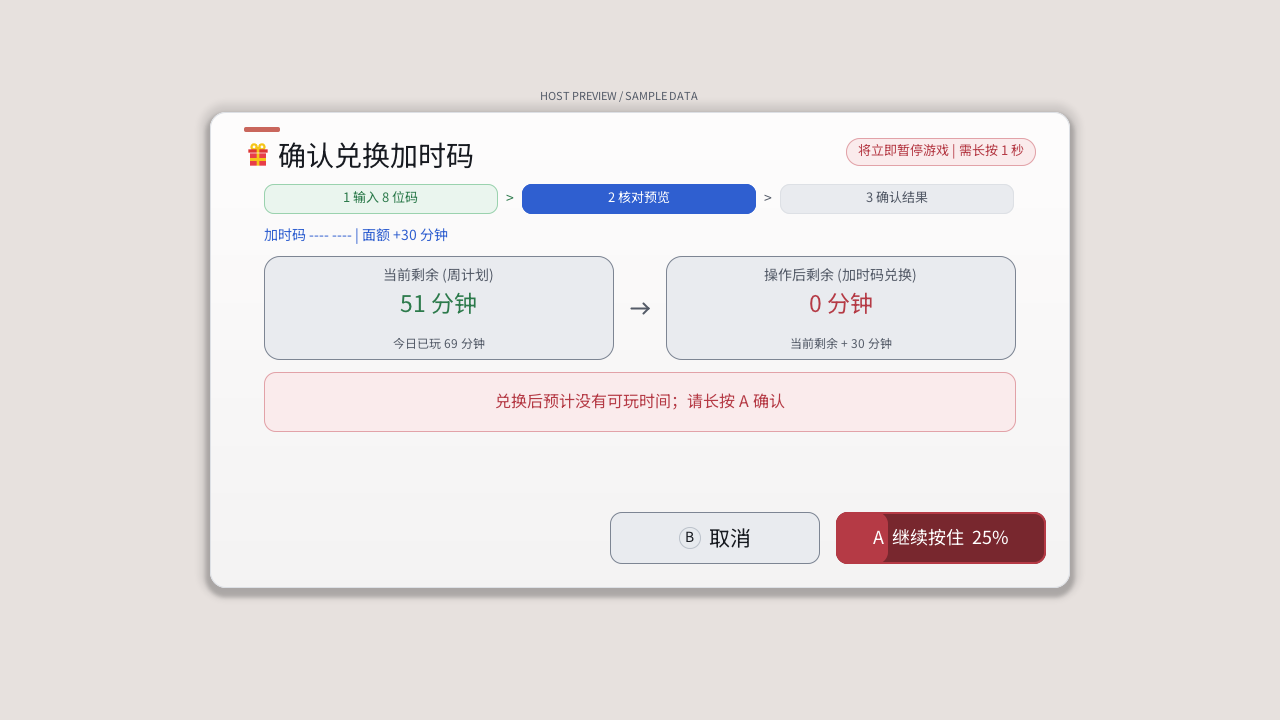 HOST PREVIEW / SAMPLE DATA
确认兑换加时码
将立即暂停游戏 | 需长按 1 秒
1 输入 8 位码 > 2 核对预览 > 3 确认结果
加时码 ---- ---- | 面额 +30 分钟
当前剩余 (周计划)
51 分钟
今日已玩 69 分钟
→
操作后剩余 (加时码兑换)
0 分钟
当前剩余 + 30 分钟
兑换后预计没有可玩时间；请长按 A 确认
B 取消
A 继续按住 25%